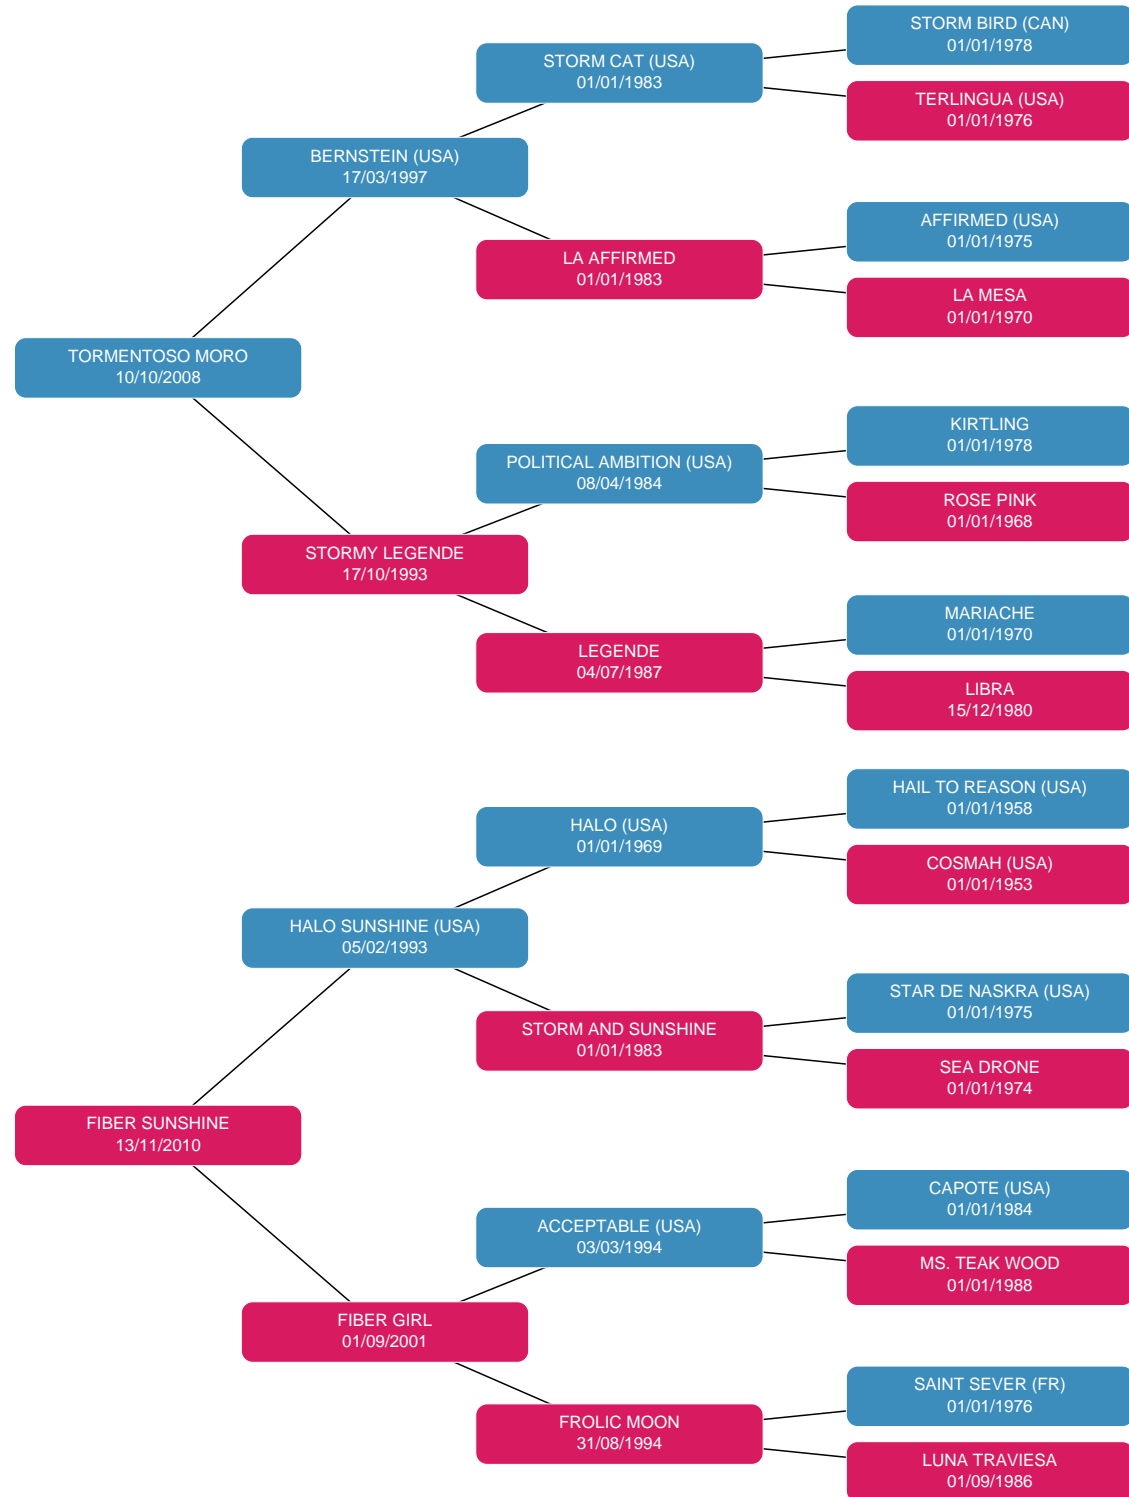 STORM BIRD (CAN)
01/01/1978
STORM CAT (USA)
01/01/1983
TERLINGUA (USA)
01/01/1976
BERNSTEIN (USA)
17/03/1997
AFFIRMED (USA)
01/01/1975
LA AFFIRMED
01/01/1983
LA MESA
01/01/1970
TORMENTOSO MORO
10/10/2008
KIRTLING
01/01/1978
POLITICAL AMBITION (USA)
08/04/1984
ROSE PINK
01/01/1968
STORMY LEGENDE
17/10/1993
MARIACHE
01/01/1970
LEGENDE
04/07/1987
LIBRA
15/12/1980
HAIL TO REASON (USA)
01/01/1958
HALO (USA)
01/01/1969
COSMAH (USA)
01/01/1953
HALO SUNSHINE (USA)
05/02/1993
STAR DE NASKRA (USA)
01/01/1975
STORM AND SUNSHINE
01/01/1983
SEA DRONE
01/01/1974
FIBER SUNSHINE
13/11/2010
CAPOTE (USA)
01/01/1984
ACCEPTABLE (USA)
03/03/1994
MS. TEAK WOOD
01/01/1988
FIBER GIRL
01/09/2001
SAINT SEVER (FR)
01/01/1976
FROLIC MOON
31/08/1994
LUNA TRAVIESA
01/09/1986